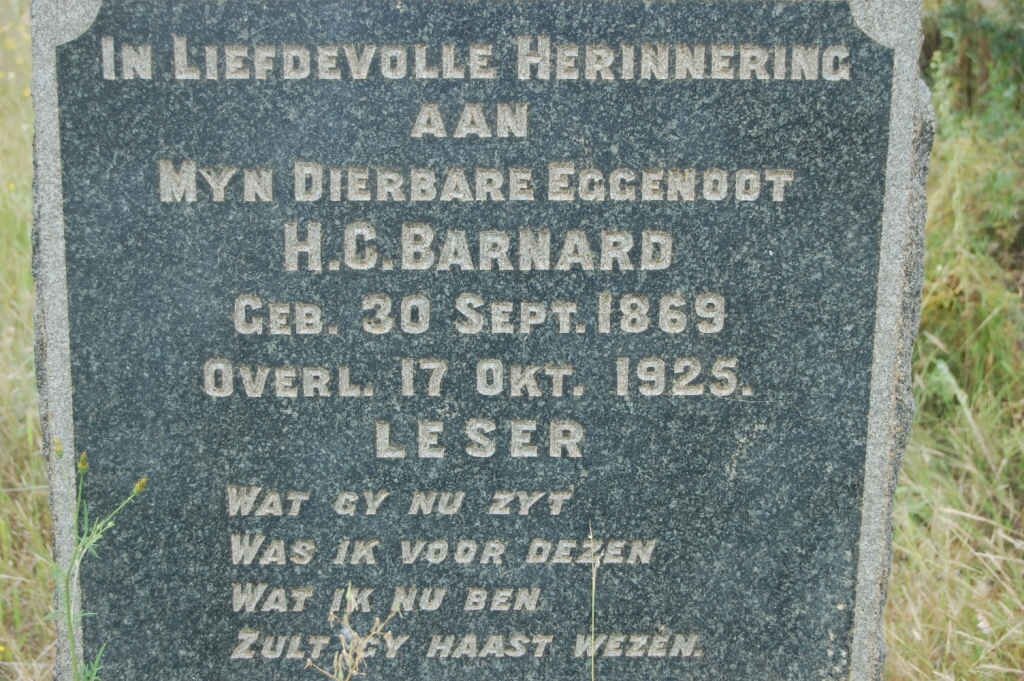 IN LIEFDEVOLLE HERINNERING
AAN
MYN DIERBARE EGGENOOT
H.C. BARNARD
GEB. 30 SEPT. 1869
OVERL. 17 OKT. 1925.
LESER
WAT GY NU ZYT
WAS IK VOOR DEZEN
WAT IK NU BEN
ZULT GY HAAST WEZEN.